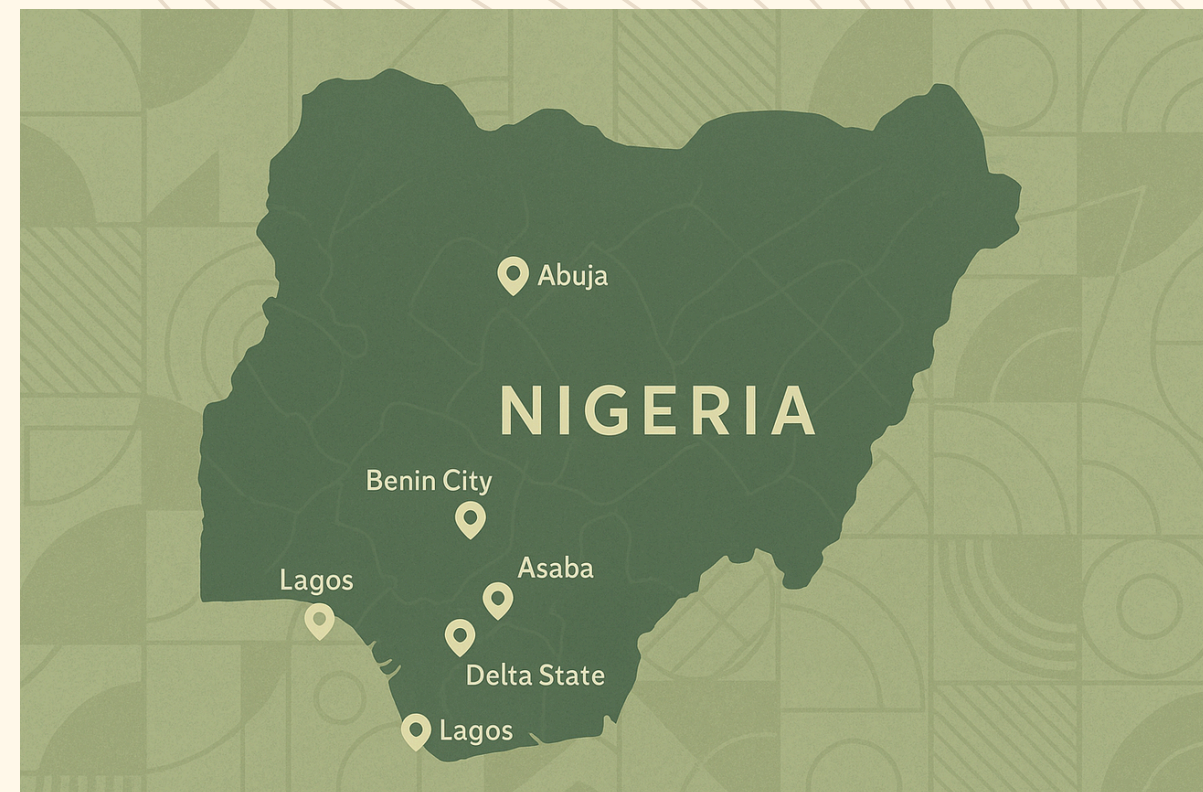 Abuja
NIGERIA
Benin City
Asaba
Lagos
Delta State
Lagos